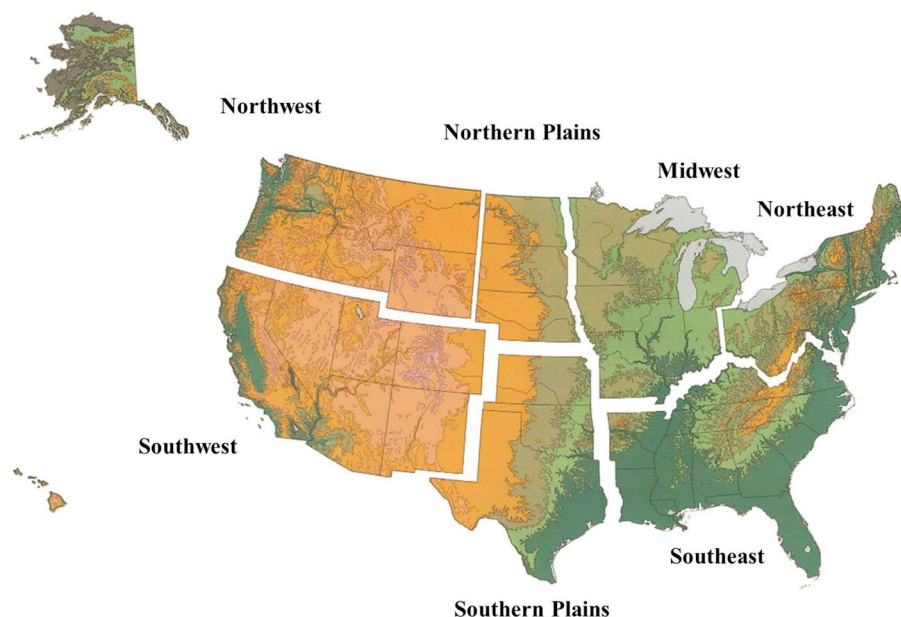 Northwest
Northern Plains
Midwest
Northeast
Southwest
Southeast
Southern Plains